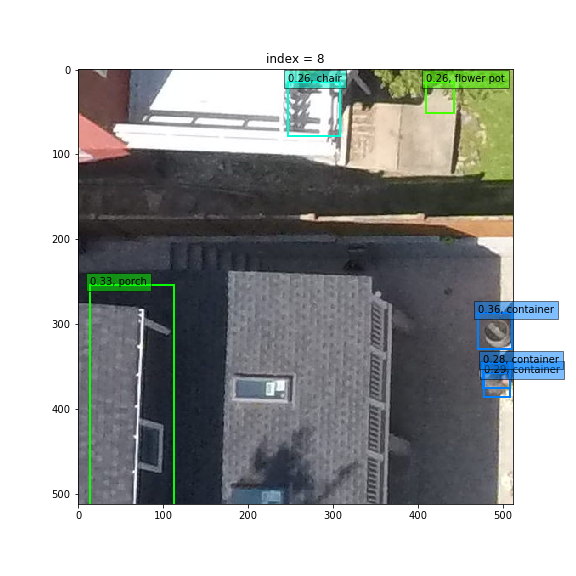 index = 8
0
100
200
300
400
500
0.26, chair
0.26, flower pot
0.33, porch
0.36, container
0.28, container
0.29, container
0
100
200
300
400
500